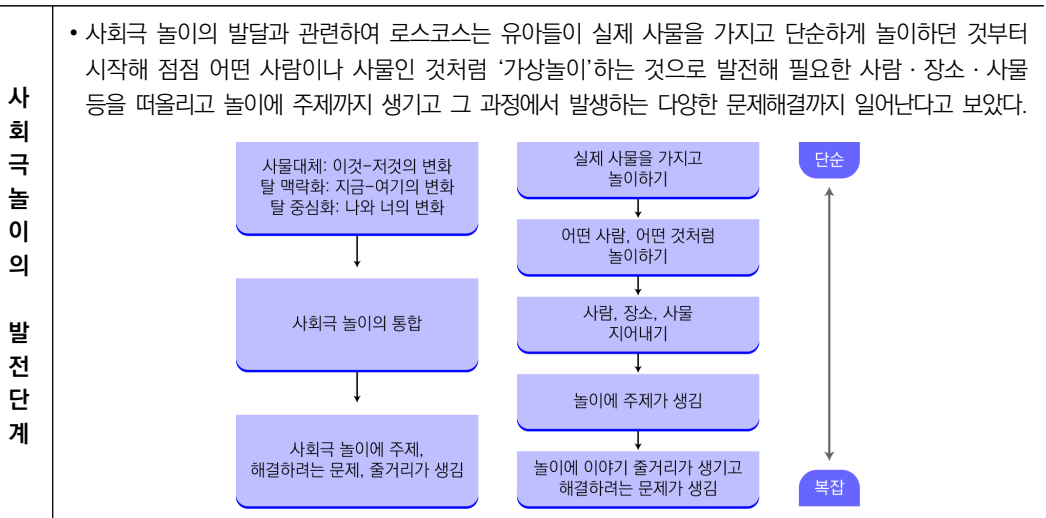 사회극놀이의 발전단계
• 사회극 놀이의 발달과 관련하여 로스코스는 유아들이 실제 사물을 가지고 단순하게 놀이하던 것부터
시작해 점점 어떤 사람이나 사물인 것처럼 ‘가상놀이’하는 것으로 발전해 필요한 사람 · 장소 · 사물
등을 떠올리고 놀이에 주제까지 생기고 그 과정에서 발생하는 다양한 문제해결까지 일어난다고 보았다.
사물대체: 이것-저것의 변화
탈 맥락화: 지금-여기의 변화
탈 중심화: 나와 너의 변화
사회극 놀이의 통합
사회극 놀이에 주제,
해결하려는 문제, 줄거리가 생김
실제 사물을 가지고
놀이하기
어떤 사람, 어떤 것처럼
놀이하기
사람, 장소, 사물
지어내기
놀이에 주제가 생김
놀이에 이야기 줄거리가 생기고
해결하려는 문제가 생김
단순
복잡